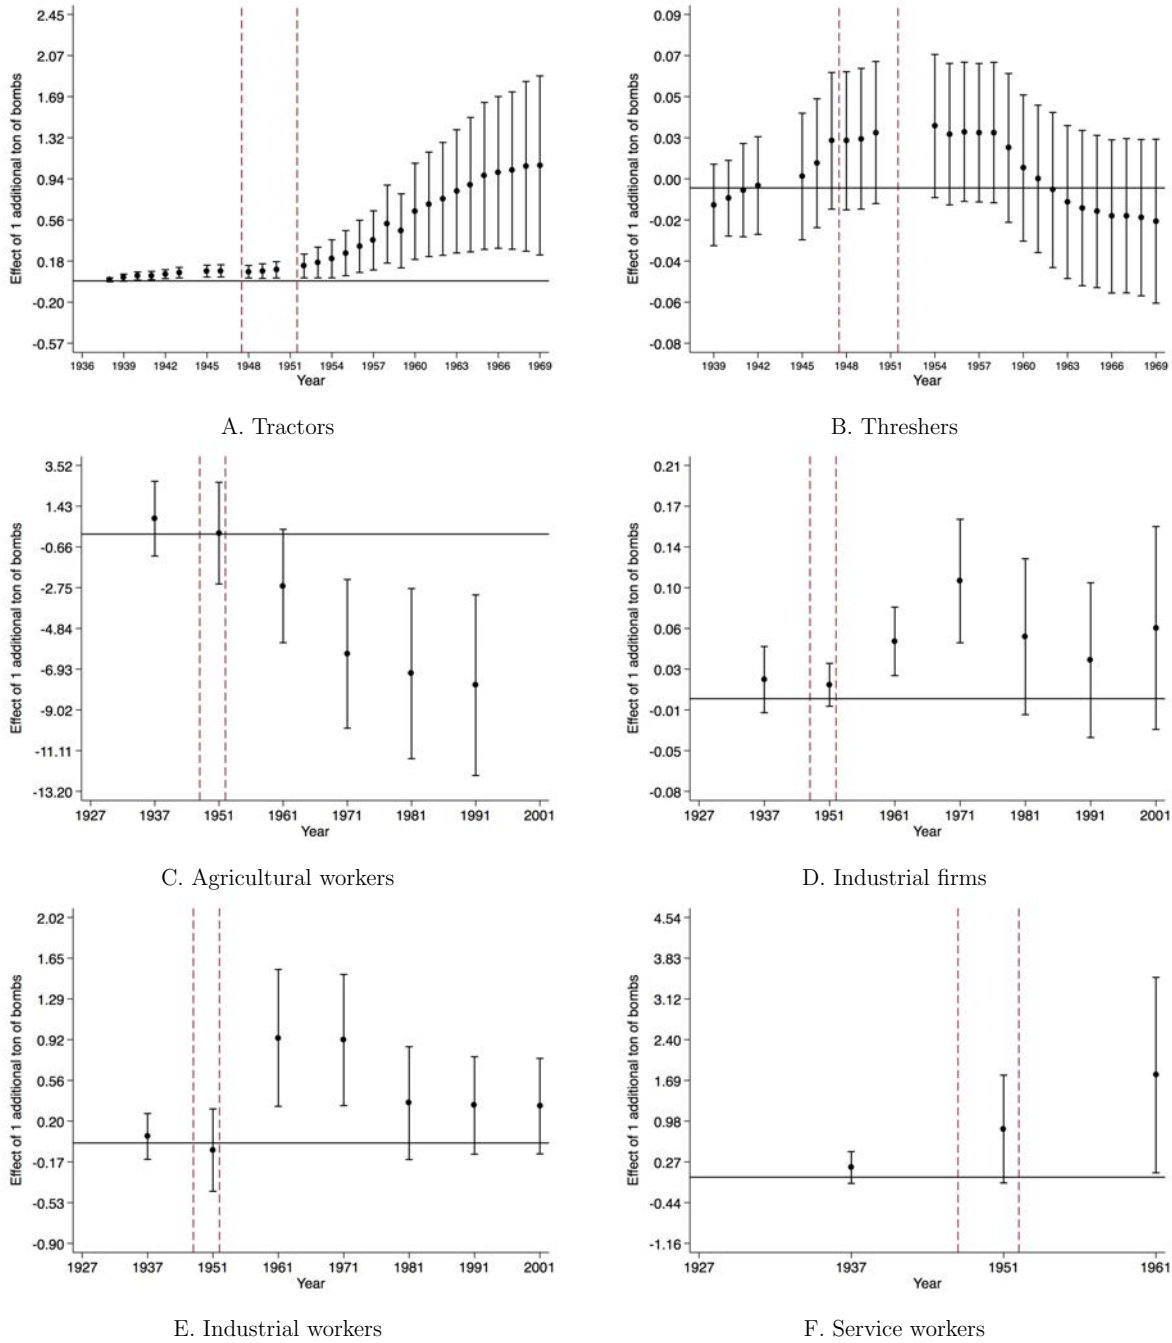 Effect of 1 additional ton of bombs
2.45
2.07
1.69
1.32
0.94
0.56
0.18
-0.20
-0.57
1936 1939 1942 1945 1948 1951 1954 1957 1960 1963 1966 1969
Year
A. Tractors
Effect of 1 additional ton of bombs
0.09
0.07
0.05
0.03
0.00
-0.02
-0.04
-0.06
-0.08
1939 1942 1945 1948 1951 1954 1957 1960 1963 1966 1969
Year
B. Threshers
Effect of 1 additional ton of bombs
3.52
1.43
-0.66
-2.75
-4.84
-6.93
-9.02
-11.11
-13.20
1927 1937 1951 1961 1971 1981 1991 2001
Year
C. Agricultural workers
Effect of 1 additional ton of bombs
0.21
0.17
0.14
0.10
0.06
0.03
-0.01
-0.05
-0.08
1927 1937 1951 1961 1971 1981 1991 2001
Year
D. Industrial firms
Effect of 1 additional ton of bombs
2.02
1.65
1.29
0.92
0.56
0.20
-0.17
-0.53
-0.90
1927 1937 1951 1961 1971 1981 1991 2001
Year
E. Industrial workers
Effect of 1 additional ton of bombs
4.54
3.83
3.12
2.40
1.69
0.98
0.27
-0.44
-1.16
1927 1937 1951 1961
Year
F. Service workers